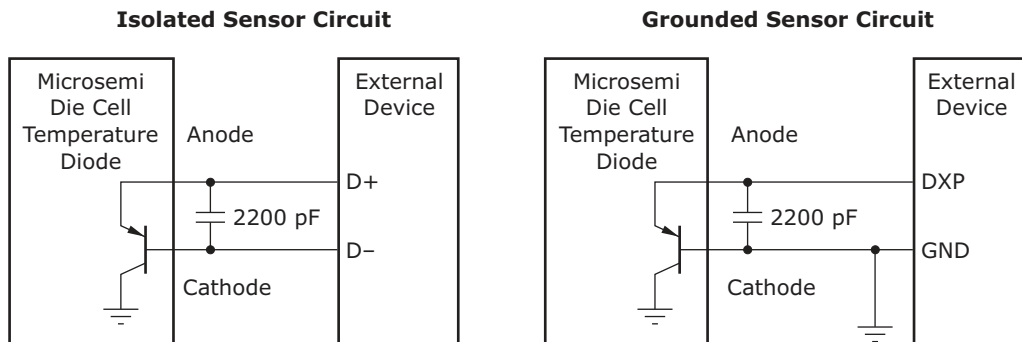 Isolated Sensor Circuit
Microsemi
Die Cell
Temperature
Diode
Anode
External
Device
D+
2200 pF
D–
Cathode
Grounded Sensor Circuit
Microsemi
Die Cell
Temperature
Diode
Anode
External
Device
DXP
2200 pF
GND
Cathode